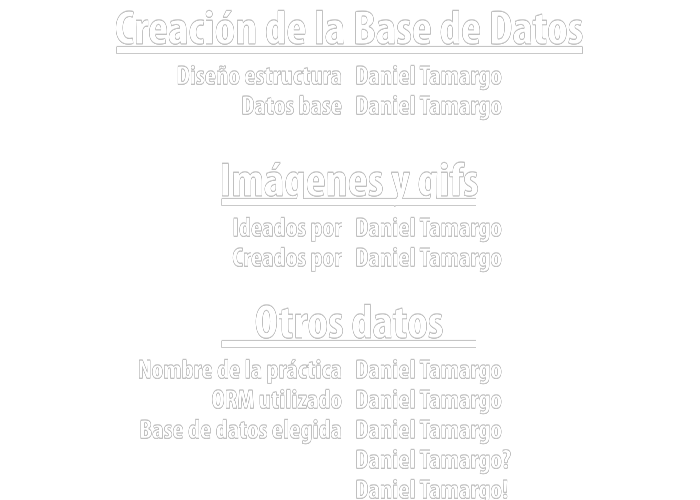 Creación de la Base de Datos
Diseño estructura Daniel Tamargo
Datos base Daniel Tamargo
Imágenes y gifs
Ideados por Daniel Tamargo
Creados por Daniel Tamargo
Otros datos
Nombre de la práctica Daniel Tamargo
ORM utilizado Daniel Tamargo
Base de datos elegida Daniel Tamargo
Daniel Tamargo?
Daniel Tamargo!